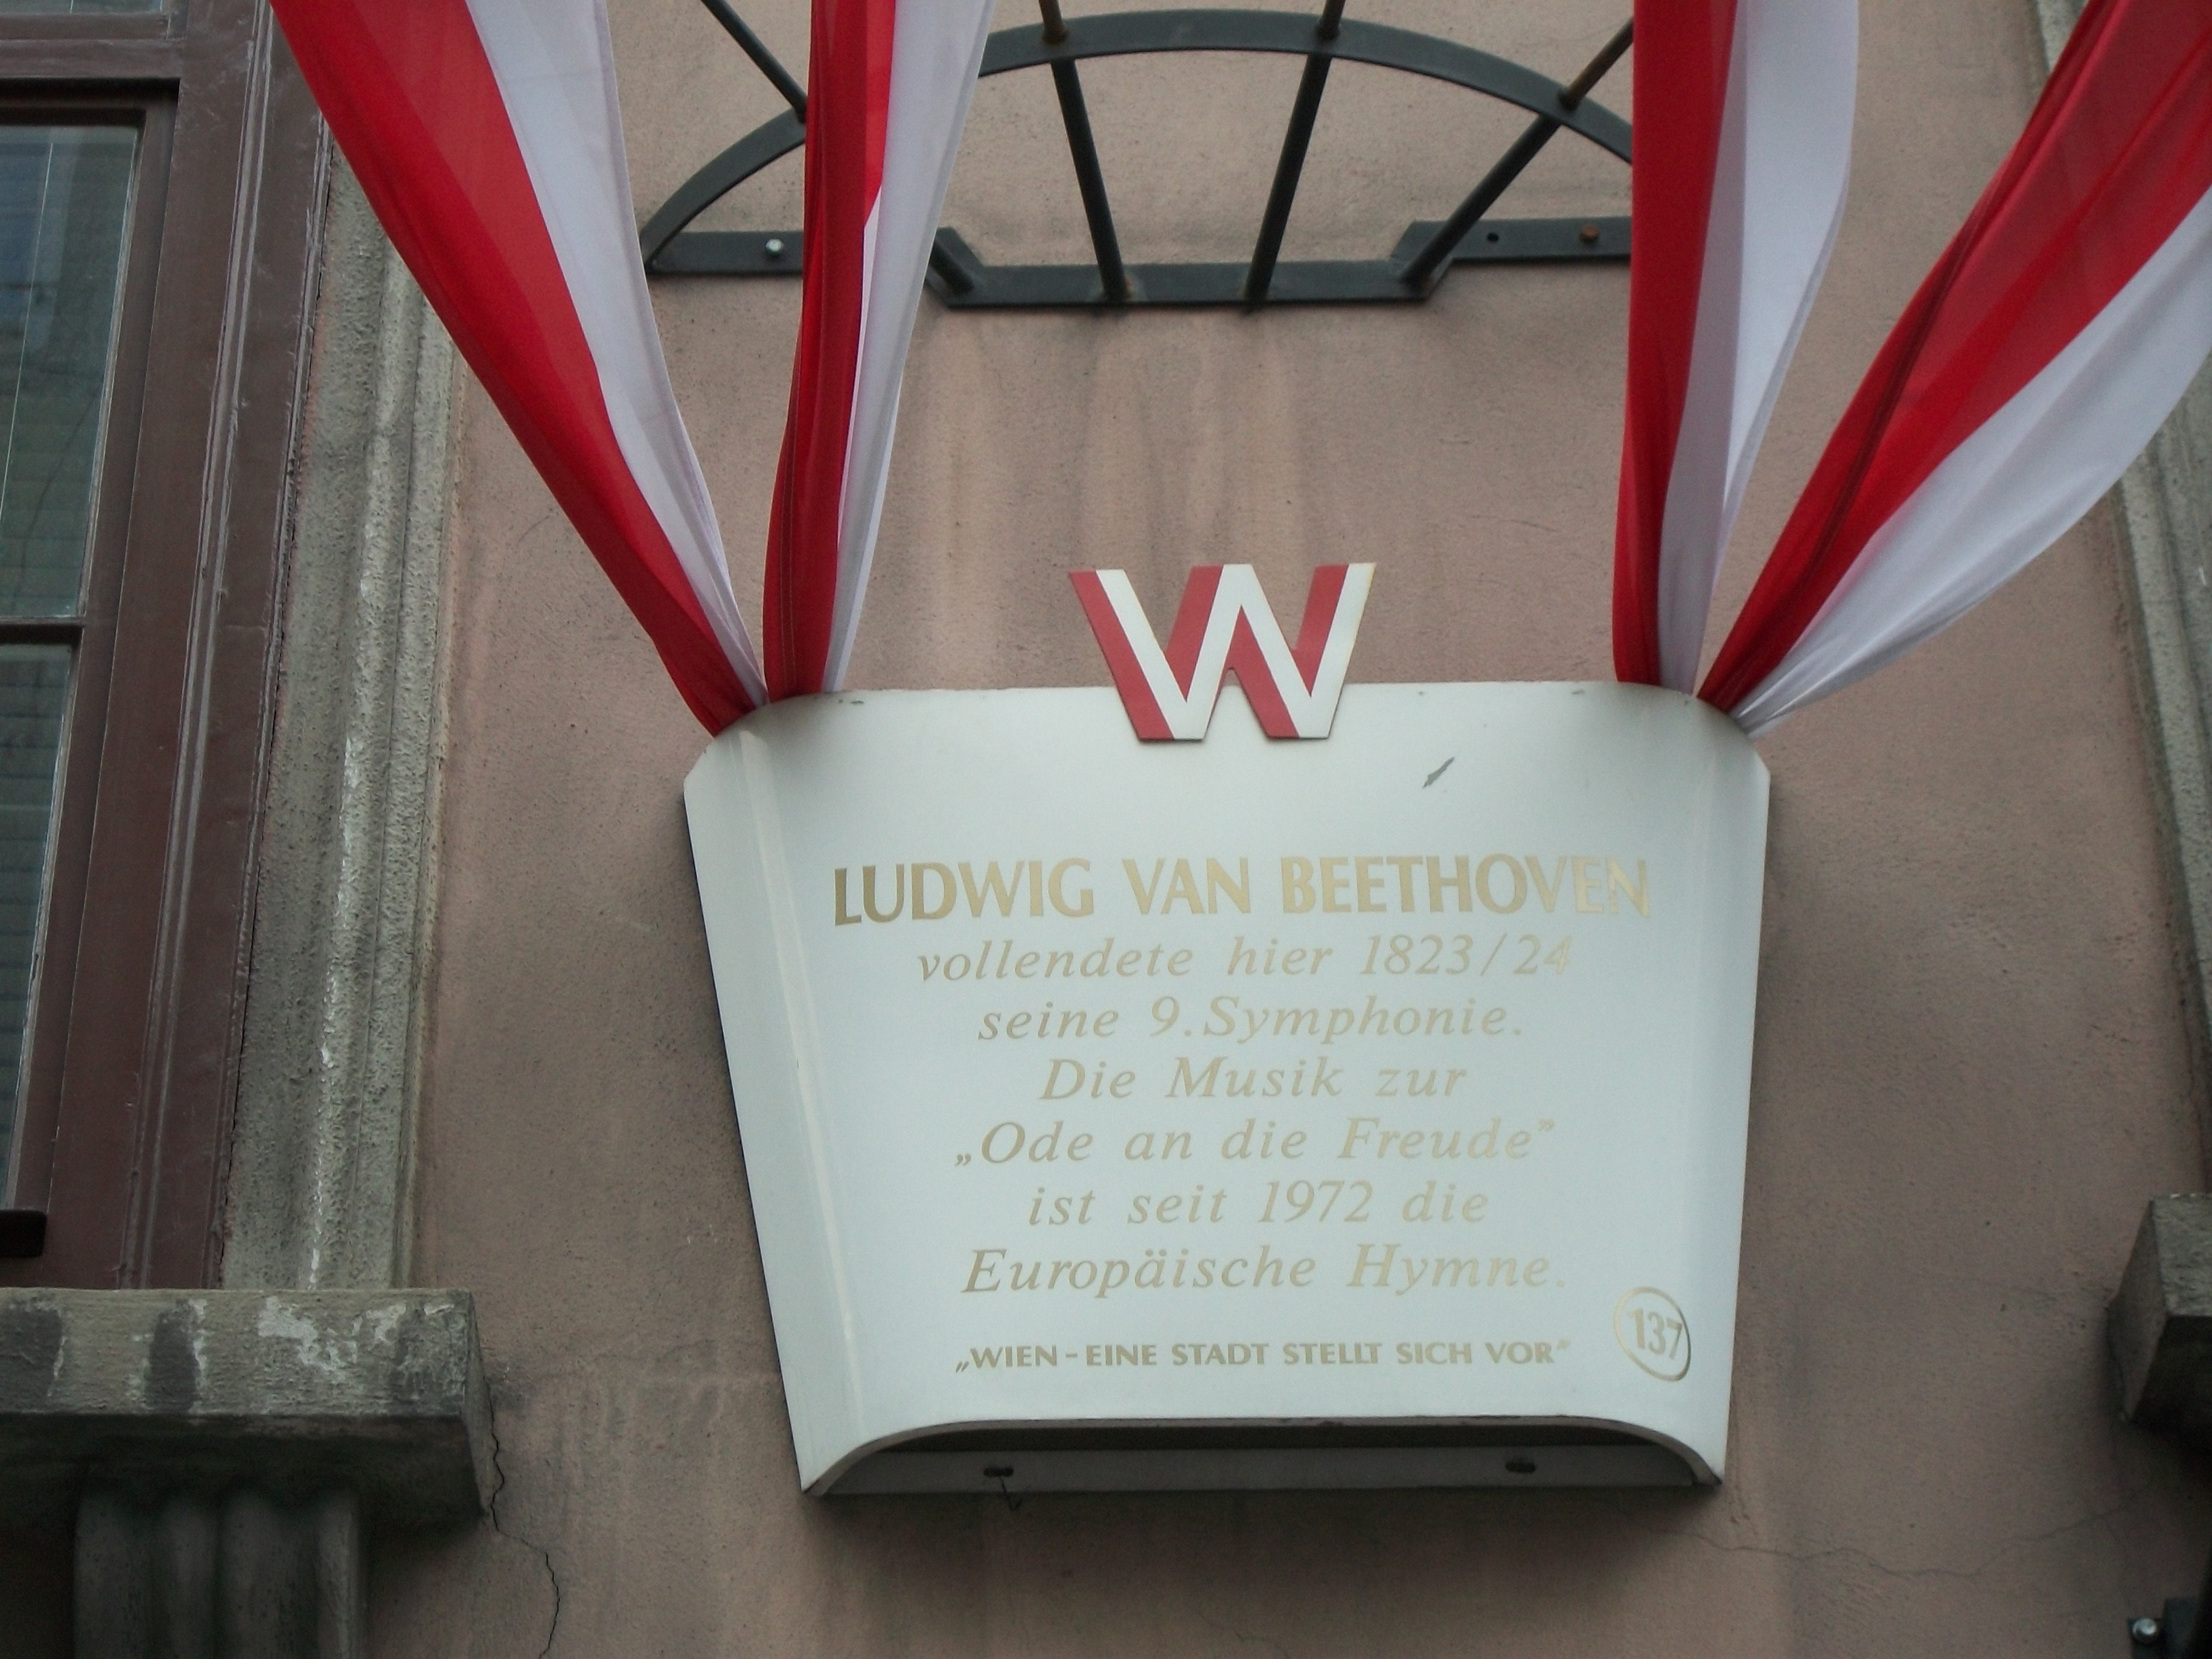 W
LUDWIG VAN BEETHOVEN
vollendete hier 1823/24
seine 9.Symphonie.
Die Musik zur
„Ode an die Freude”
ist seit 1972 die
Europäische Hymne.
„WIEN-EINE STADT STELLT SICH VOR”
137